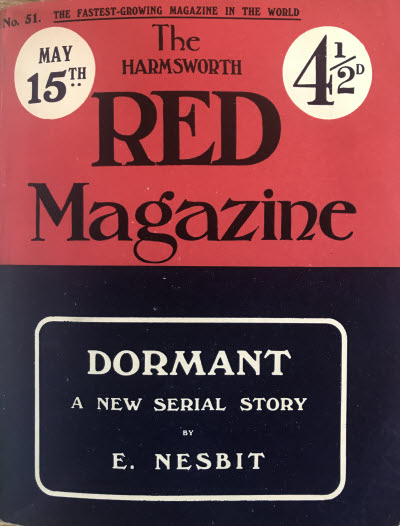 No. 51. THE FASTEST-GROWING MAGAZINE IN THE WORLD
MAY
15TH
The
HARMSWORTH
4½D
RED
Magazine
DORMANT
A NEW SERIAL STORY
BY
E. NESBIT